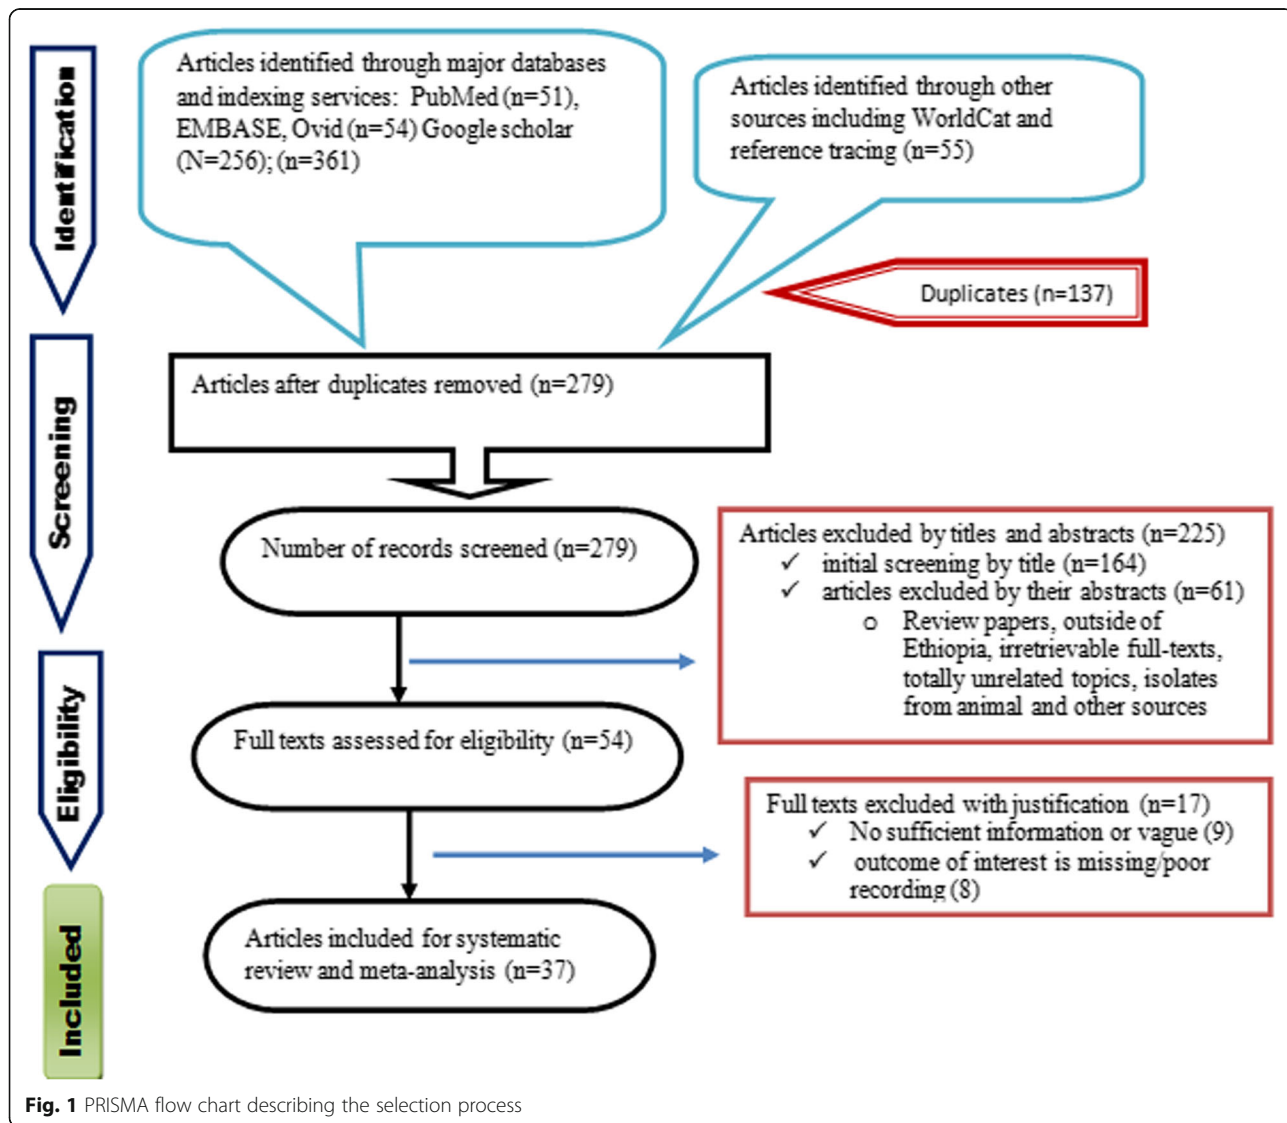 Identification
Articles identified through major databases
and indexing services: PubMed (n=51),
EMBASE, Ovid (n=54) Google scholar
(N=256); (n=361)
Articles identified through other
sources including WorldCat and
reference tracing (n=55)
Duplicates (n=137)
Screening
Articles after duplicates removed (n=279)
Number of records screened (n=279)
Articles excluded by titles and abstracts (n=225)
✓ initial screening by title (n=164)
✓ articles excluded by their abstracts (n=61)
o Review papers, outside of
Ethiopia, irretrievable full-texts,
totally unrelated topics, isolates
from animal and other sources
Eligibility
Full texts assessed for eligibility (n=54)
Full texts excluded with justification (n=17)
✓ No sufficient information or vague (9)
✓ outcome of interest is missing/poor
recording (8)
Included
Articles included for systematic
review and meta-analysis (n=37)
Fig. 1 PRISMA flow chart describing the selection process